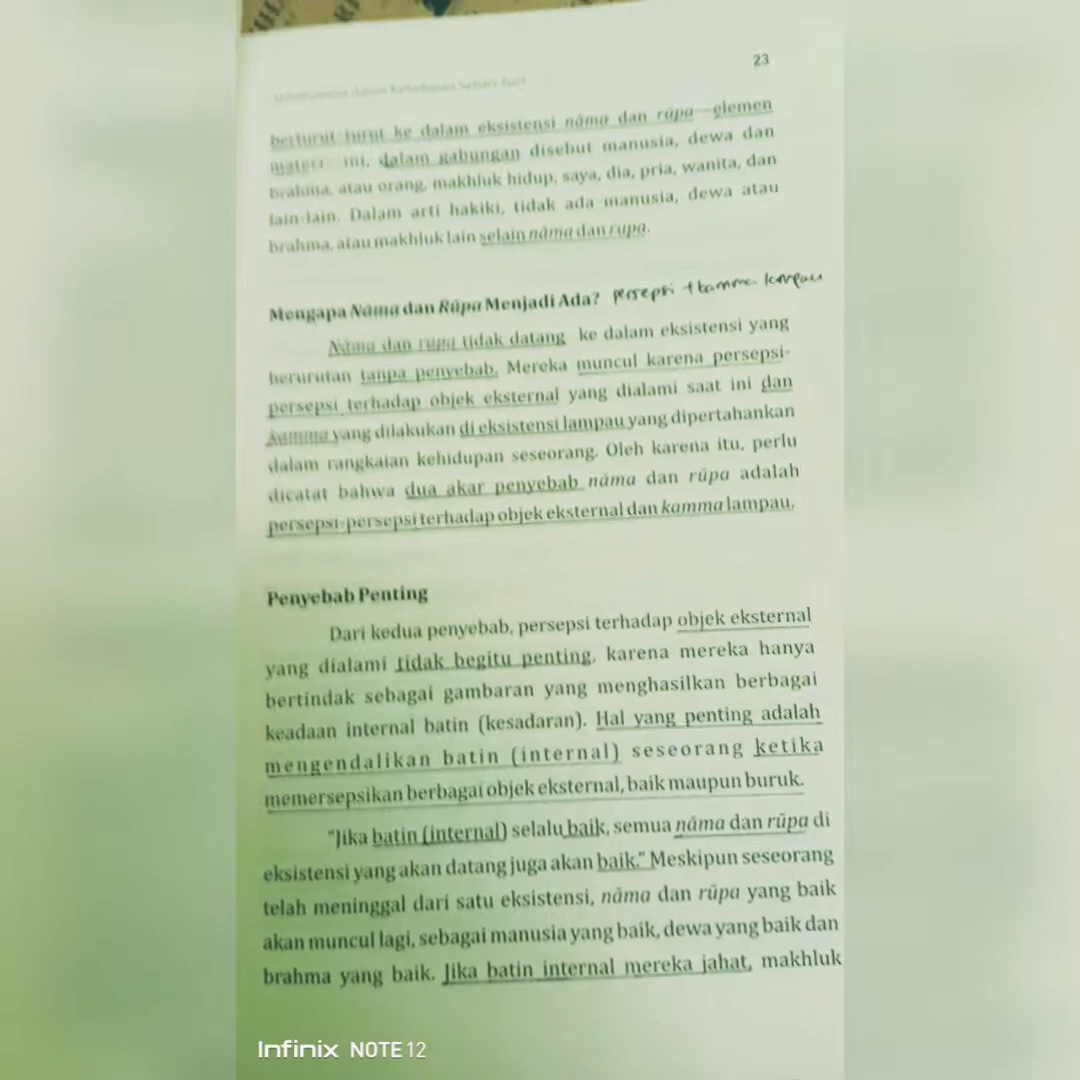 23
Abhidhamma dalam Kehidupan Sehari-hari
berturut-turut ke dalam eksistensi nāma dan rūpa—elemen
materi—ini, dalam gabungan disebut manusia, dewa dan
brahma, atau orang, makhluk hidup, saya, dia, pria, wanita, dan
lain-lain. Dalam arti hakiki, tidak ada manusia, dewa atau
brahma, atau makhluk lain selain nāma dan rupa.
Mengapa Nāma dan Rūpa Menjadi Ada? persepsi + kamma lampau
Nāma dan rūpa tidak datang ke dalam eksistensi yang
berurutan tanpa penyebab. Mereka muncul karena persepsi-
persepsi terhadap objek eksternal yang dialami saat ini dan
kamma yang dilakukan di eksistensi lampau yang dipertahankan
dalam rangkaian kehidupan seseorang. Oleh karena itu, perlu
dicatat bahwa dua akar penyebab nāma dan rūpa adalah
persepsi-persepsi terhadap objek eksternal dan kamma lampau.
Penyebab Penting
Dari kedua penyebab, persepsi terhadap objek eksternal
yang dialami tidak begitu penting, karena mereka hanya
bertindak sebagai gambaran yang menghasilkan berbagai
keadaan internal batin (kesadaran). Hal yang penting adalah
mengendalikan batin (internal) seseorang ketika
memersepsikan berbagai objek eksternal, baik maupun buruk.
"Jika batin (internal) selalu baik, semua nāma dan rūpa di
eksistensi yang akan datang juga akan baik." Meskipun seseorang
telah meninggal dari satu eksistensi, nāma dan rūpa yang baik
akan muncul lagi, sebagai manusia yang baik, dewa yang baik dan
brahma yang baik. Jika batin internal mereka jahat, makhluk
Infinix NOTE 12